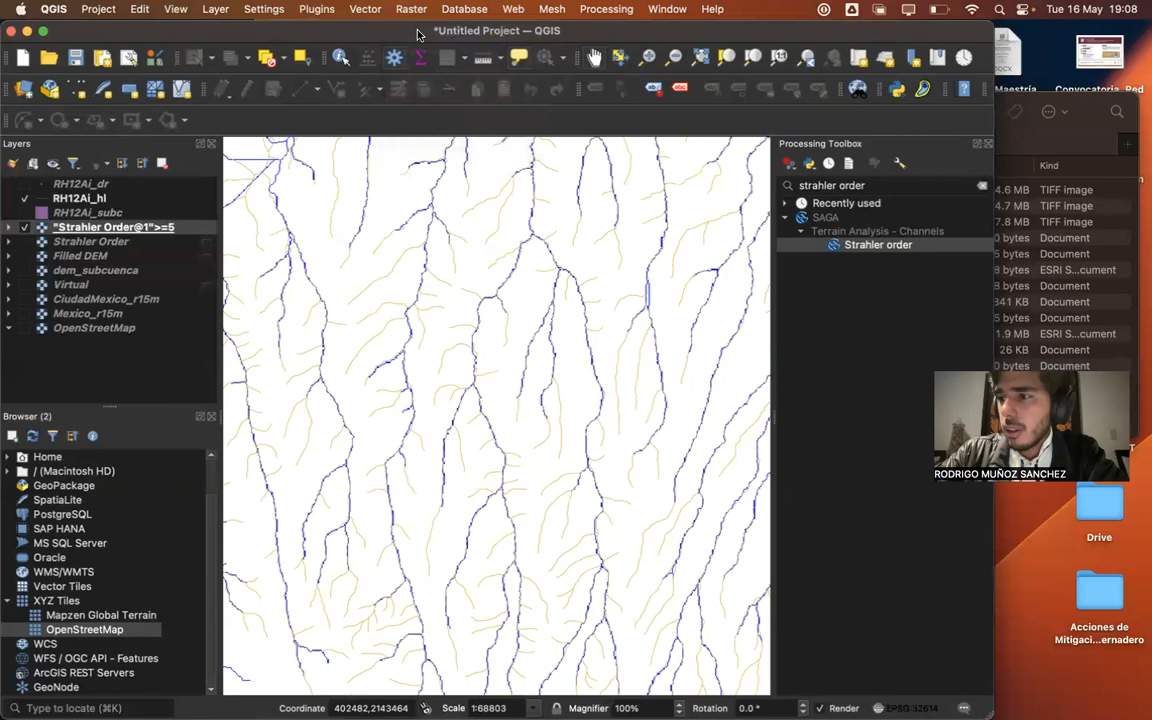 QGIS Project Edit View Layer Settings Plugins Vector Raster Database Web Mesh Processing Window Help
Tue 16 May 19:08
*Untitled Project — QGIS
DOCX
Maestría
Convocatoria_Red
Layers
RH12Ai_dr
RH12Ai_hl
RH12Ai_subc
"Strahler Order@1">=5
Strahler Order
Filled DEM
dem_subcuenca
Virtual
CiudadMexico_r15m
Mexico_r15m
OpenStreetMap
Browser (2)
Home
/ (Macintosh HD)
GeoPackage
SpatiaLite
PostgreSQL
SAP HANA
MS SQL Server
Oracle
WMS/WMTS
Vector Tiles
XYZ Tiles
Mapzen Global Terrain
OpenStreetMap
WCS
WFS / OGC API - Features
ArcGIS REST Servers
GeoNode
Processing Toolbox
strahler order
Recently used
SAGA
Terrain Analysis - Channels
Strahler order
Kind
4.6 MB TIFF image
4.7 MB TIFF image
7.8 MB TIFF image
0 bytes Document
5 bytes Document
8 bytes ESRI S...cument
341 KB Document
5 bytes Document
1.9 MB ESRI S...cument
26 KB Document
Document
RODRIGO MUÑOZ SANCHEZ
Drive
Acciones de
Mitigaci...ernadero
Type to locate (⌘K)
Coordinate 402482,2143464
Scale 1:68803
Magnifier 100%
Rotation 0.0 °
Render
EPSG:32614